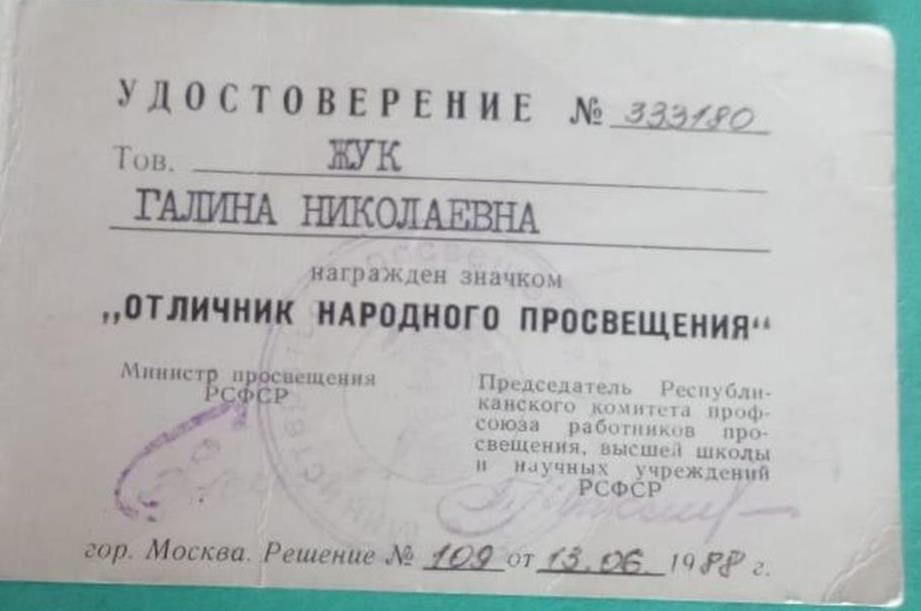 УДОСТОВЕРЕНИЕ № 333180
Тов. ЖУК
ГАЛИНА НИКОЛАЕВНА
награжден значком
„ОТЛИЧНИК НАРОДНОГО ПРОСВЕЩЕНИЯ“
Министр просвещения
РСФСР
Председатель Республи-
канского комитета проф-
союза работников про-
свещения, высшей школы
и научных учреждений
РСФСР
гор. Москва. Решение № 109 от 13.06 1988 г.